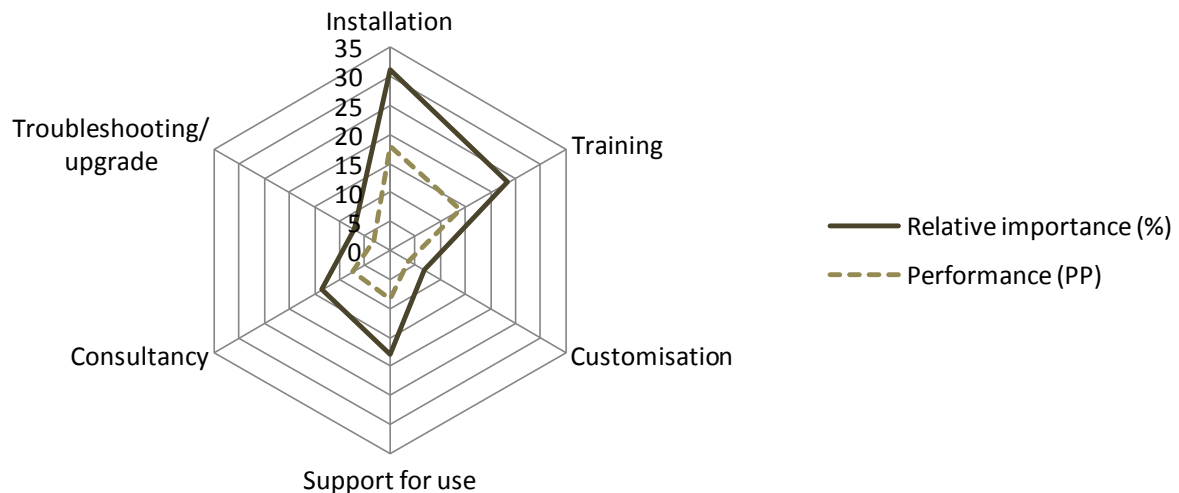 Installation
35
30
25
20
15
10
5
0
Troubleshooting/
upgrade
Training
Relative importance (%)
Performance (PP)
Consultancy
Customisation
Support for use